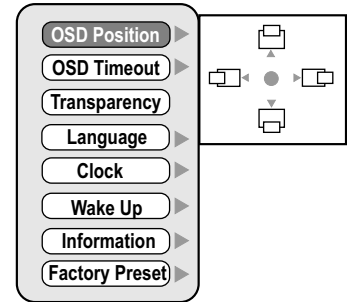 OSD Position
OSD Timeout
Transparency
Language
Clock
Wake Up
Information
Factory Preset